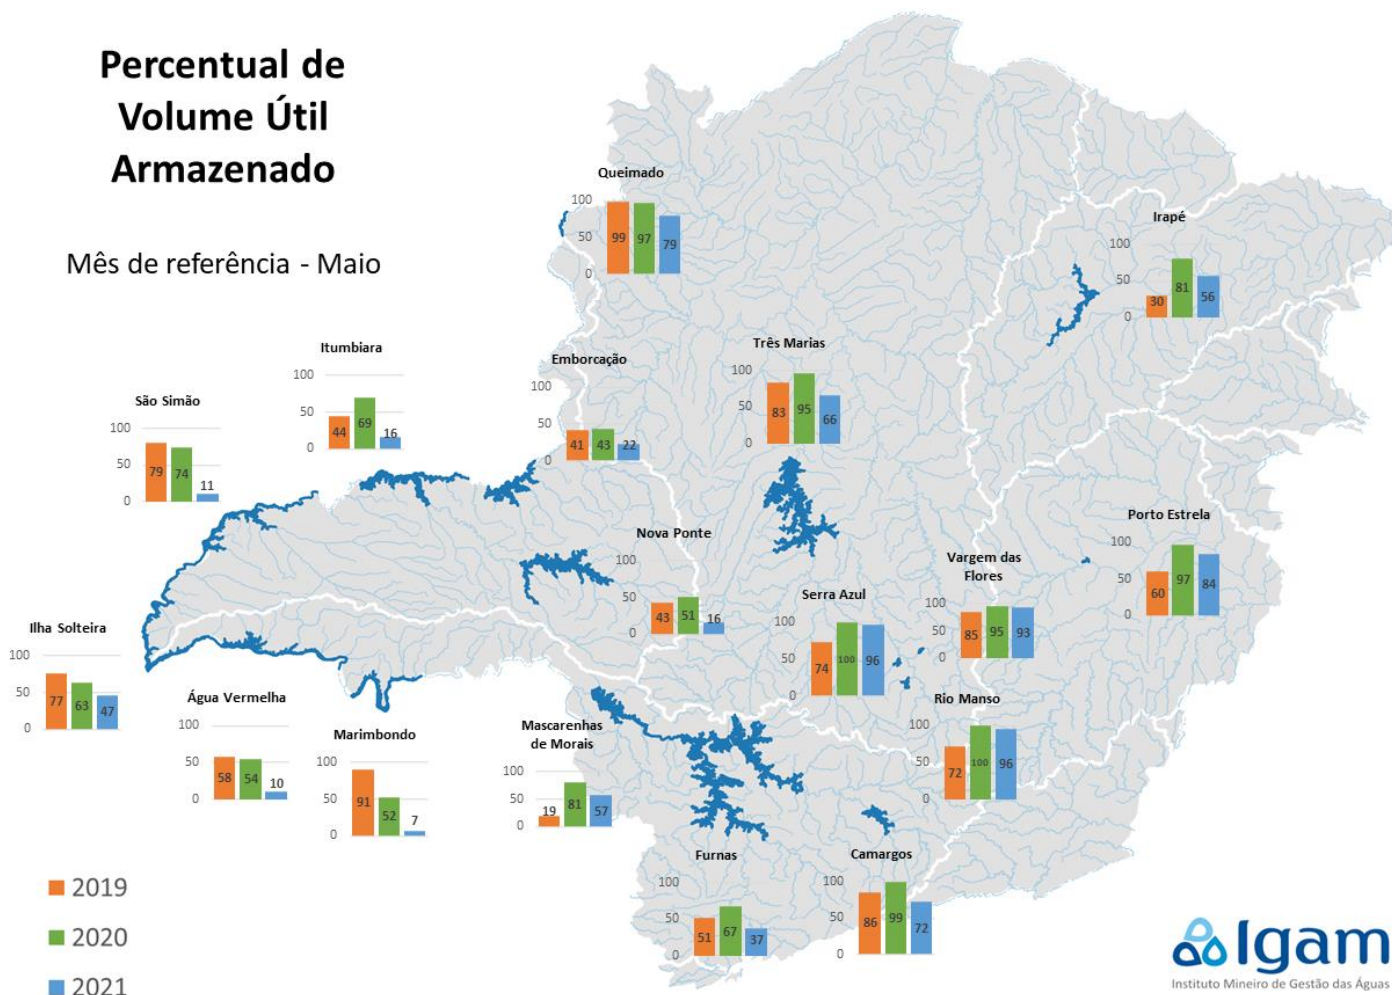 Percentual de
Volume Útil
Armazenado
Mês de referência - Maio
Queimado
100
50
0
99 97 79
Irapé
100
50
0
30 81 56
Itumbiara
100
50
0
44 69 16
São Simão
100
50
0
79 74 11
Emborcação
100
50
0
41 43 22
Três Marias
100
50
0
83 95 66
Nova Ponte
100
50
0
43 51 16
Porto Estrela
100
50
0
60 97 84
Vargem das
Flores
100
50
0
85 95 93
Serra Azul
100
50
0
74 100 96
Ilha Solteira
100
50
0
77 63 47
Água Vermelha
100
50
0
58 54 10
Marimbondo
100
50
0
91 52 7
Mascarenhas
de Morais
100
50
0
19 81 57
Rio Manso
100
50
0
72 100 96
Furnas
100
50
0
51 67 37
Camargos
100
50
0
86 99 72
2019
2020
2021
Igam
Instituto Mineiro de Gestão das Águas